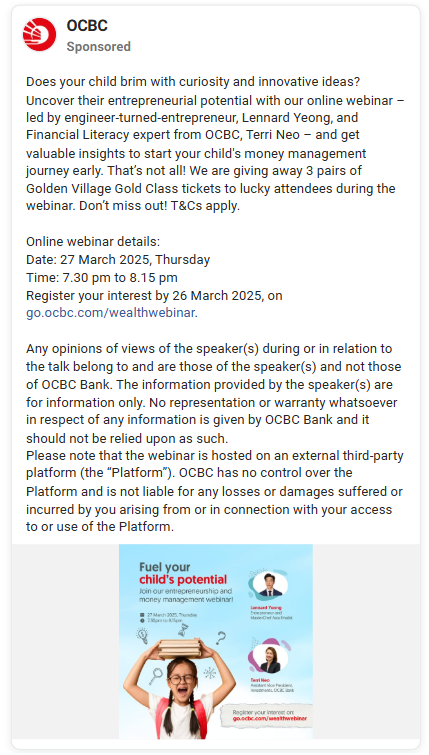 OCBC
Sponsored
Does your child brim with curiosity and innovative ideas?
Uncover their entrepreneurial potential with our online webinar –
led by engineer-turned-entrepreneur, Lennard Yeong, and
Financial Literacy expert from OCBC, Terri Neo – and get
valuable insights to start your child's money management
journey early. That’s not all! We are giving away 3 pairs of
Golden Village Gold Class tickets to lucky attendees during the
webinar. Don’t miss out! T&Cs apply.
Online webinar details:
Date: 27 March 2025, Thursday
Time: 7.30 pm to 8.15 pm
Register your interest by 26 March 2025, on
go.ocbc.com/wealthwebinar.
Any opinions of views of the speaker(s) during or in relation to
the talk belong to and are those of the speaker(s) and not those
of OCBC Bank. The information provided by the speaker(s) are
for information only. No representation or warranty whatsoever
in respect of any information is given by OCBC Bank and it
should not be relied upon as such.
Please note that the webinar is hosted on an external third-party
platform (the “Platform”). OCBC has no control over the
Platform and is not liable for any losses or damages suffered or
incurred by you arising from or in connection with your access
to or use of the Platform.
Fuel your
child's potential
Join our entrepreneurship and
money management webinar!
27 March 2025, Thursday
7.30pm to 8.15pm
Lennard Yeong
Entrepreneur and
MasterChef Asia Finalist
Terri Neo
Assistant Vice President,
Investments, OCBC Bank
Register your interest on:
go.ocbc.com/wealthwebinar